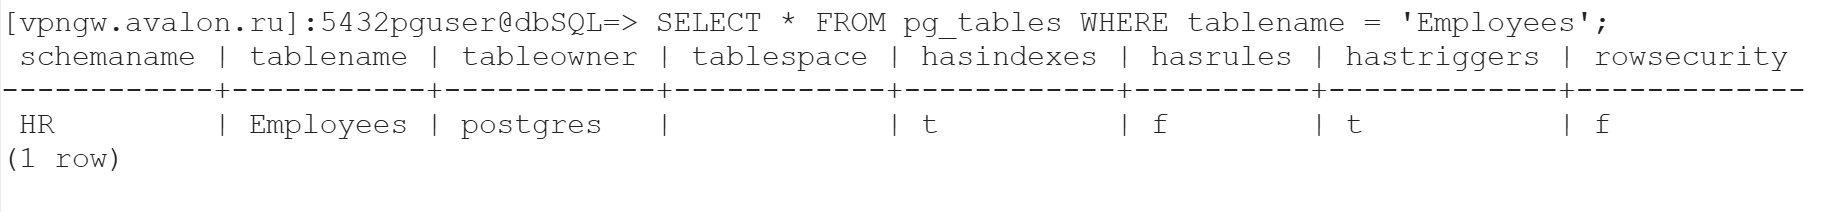 [vpngw.avalon.ru]:5432pguser@dbSQL=> SELECT * FROM pg_tables WHERE tablename = 'Employees';
 schemaname | tablename | tableowner | tablespace | hasindexes | hasrules | hastriggers | rowsecurity
------------+-----------+------------+------------+------------+----------+-------------+-------------
 HR         | Employees | postgres   |            | t          | f        | t           | f
(1 row)